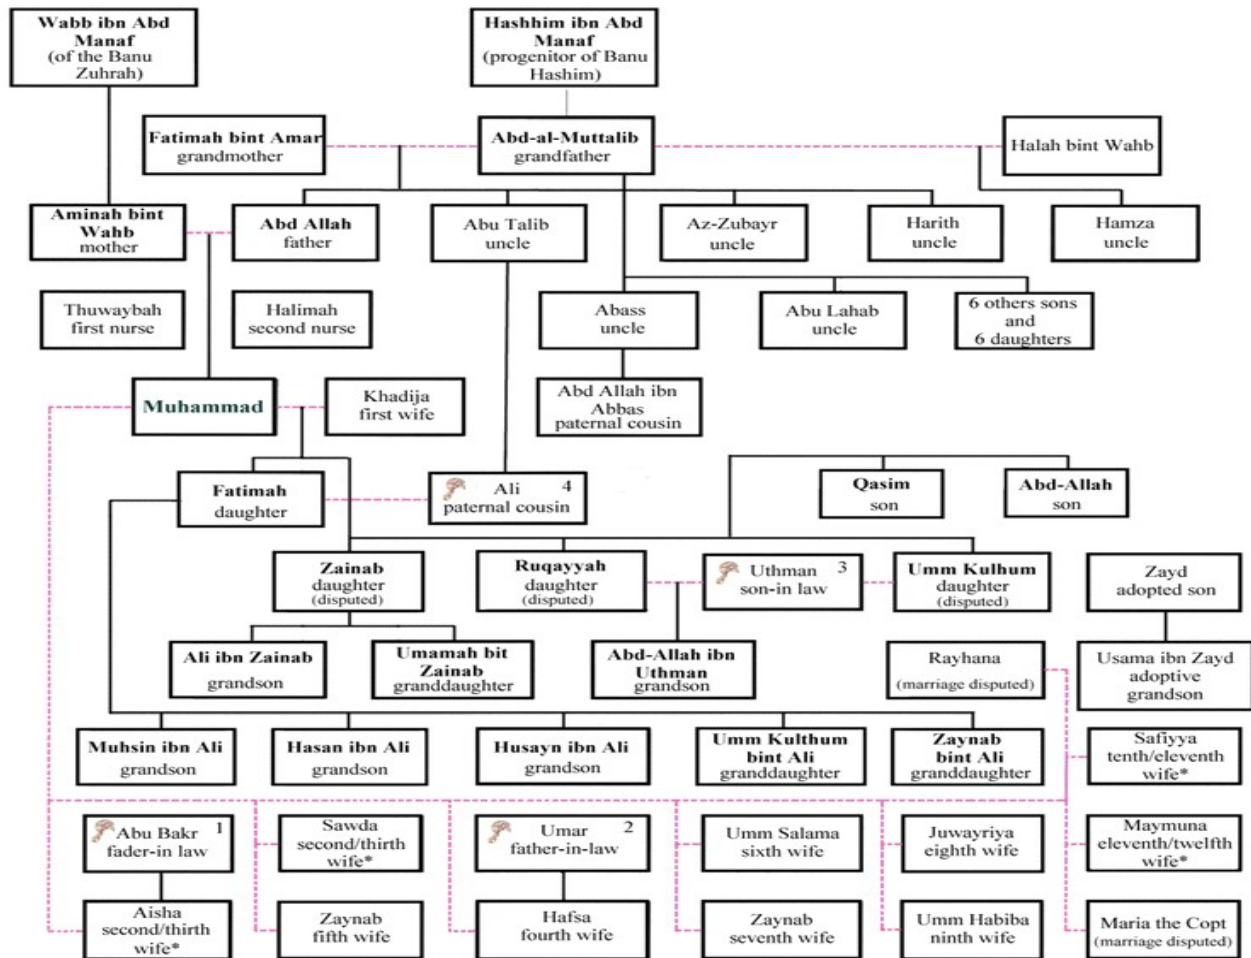 Wabb ibn Abd
Manaf
(of the Banu
Zuhrah)
Hashhim ibn Abd
Manaf
(progenitor of Banu
Hashim)
Fatimah bint Amar
grandmother
Abd-al-Muttalib
grandfather
Halah bint Wahb
Aminah bint
Wahb
mother
Abd Allah
father
Abu Talib
uncle
Az-Zubayr
uncle
Harith
uncle
Hamza
uncle
Thuwaybah
first nurse
Halimah
second nurse
Abass
uncle
Abu Lahab
uncle
6 others sons
and
6 daughters
Muhammad
Khadija
first wife
Abd Allah ibn
Abbas
paternal cousin
Fatimah
daughter
Ali 4
paternal cousin
Qasim
son
Abd-Allah
son
Zainab
daughter
(disputed)
Ruqayyah
daughter
(disputed)
Uthman 3
son-in law
Umm Kulhum
daughter
(disputed)
Zayd
adopted son
Ali ibn Zainab
grandson
Umamah bit
Zainab
granddaughter
Abd-Allah ibn
Uthman
grandson
Rayhana
(marriage disputed)
Usama ibn Zayd
adoptive
grandson
Muhsin ibn Ali
grandson
Hasan ibn Ali
grandson
Husayn ibn Ali
grandson
Umm Kulthum
bint Ali
granddaughter
Zaynab
bint Ali
granddaughter
Safiyya
tenth/eleventh
wife*
Abu Bakr 1
fader-in law
Sawda
second/thirth
wife*
Umar 2
father-in-law
Umm Salama
sixth wife
Juwayriya
eighth wife
Maymuna
eleventh/twelfth
wife*
Aisha
second/thirth
wife*
Zaynab
fifth wife
Hafsa
fourth wife
Zaynab
seventh wife
Umm Habiba
ninth wife
Maria the Copt
(marriage disputed)